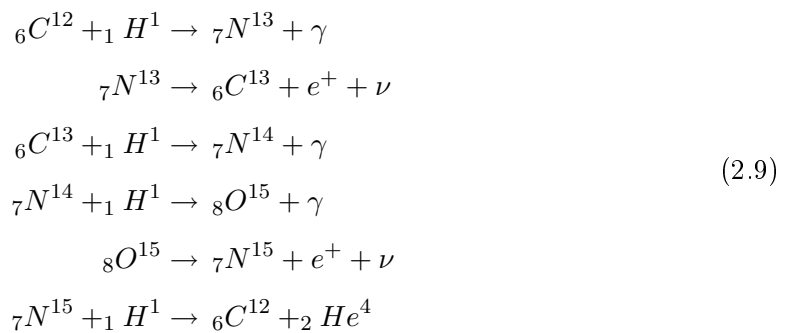 ₆C¹² +₁ H¹ → ₇N¹³ + γ
₇N¹³ → ₆C¹³ + e⁺ + ν
₆C¹³ +₁ H¹ → ₇N¹⁴ + γ
(2.9)
₇N¹⁴ +₁ H¹ → ₈O¹⁵ + γ
₈O¹⁵ → ₇N¹⁵ + e⁺ + ν
₇N¹⁵ +₁ H¹ → ₆C¹² +₂ He⁴